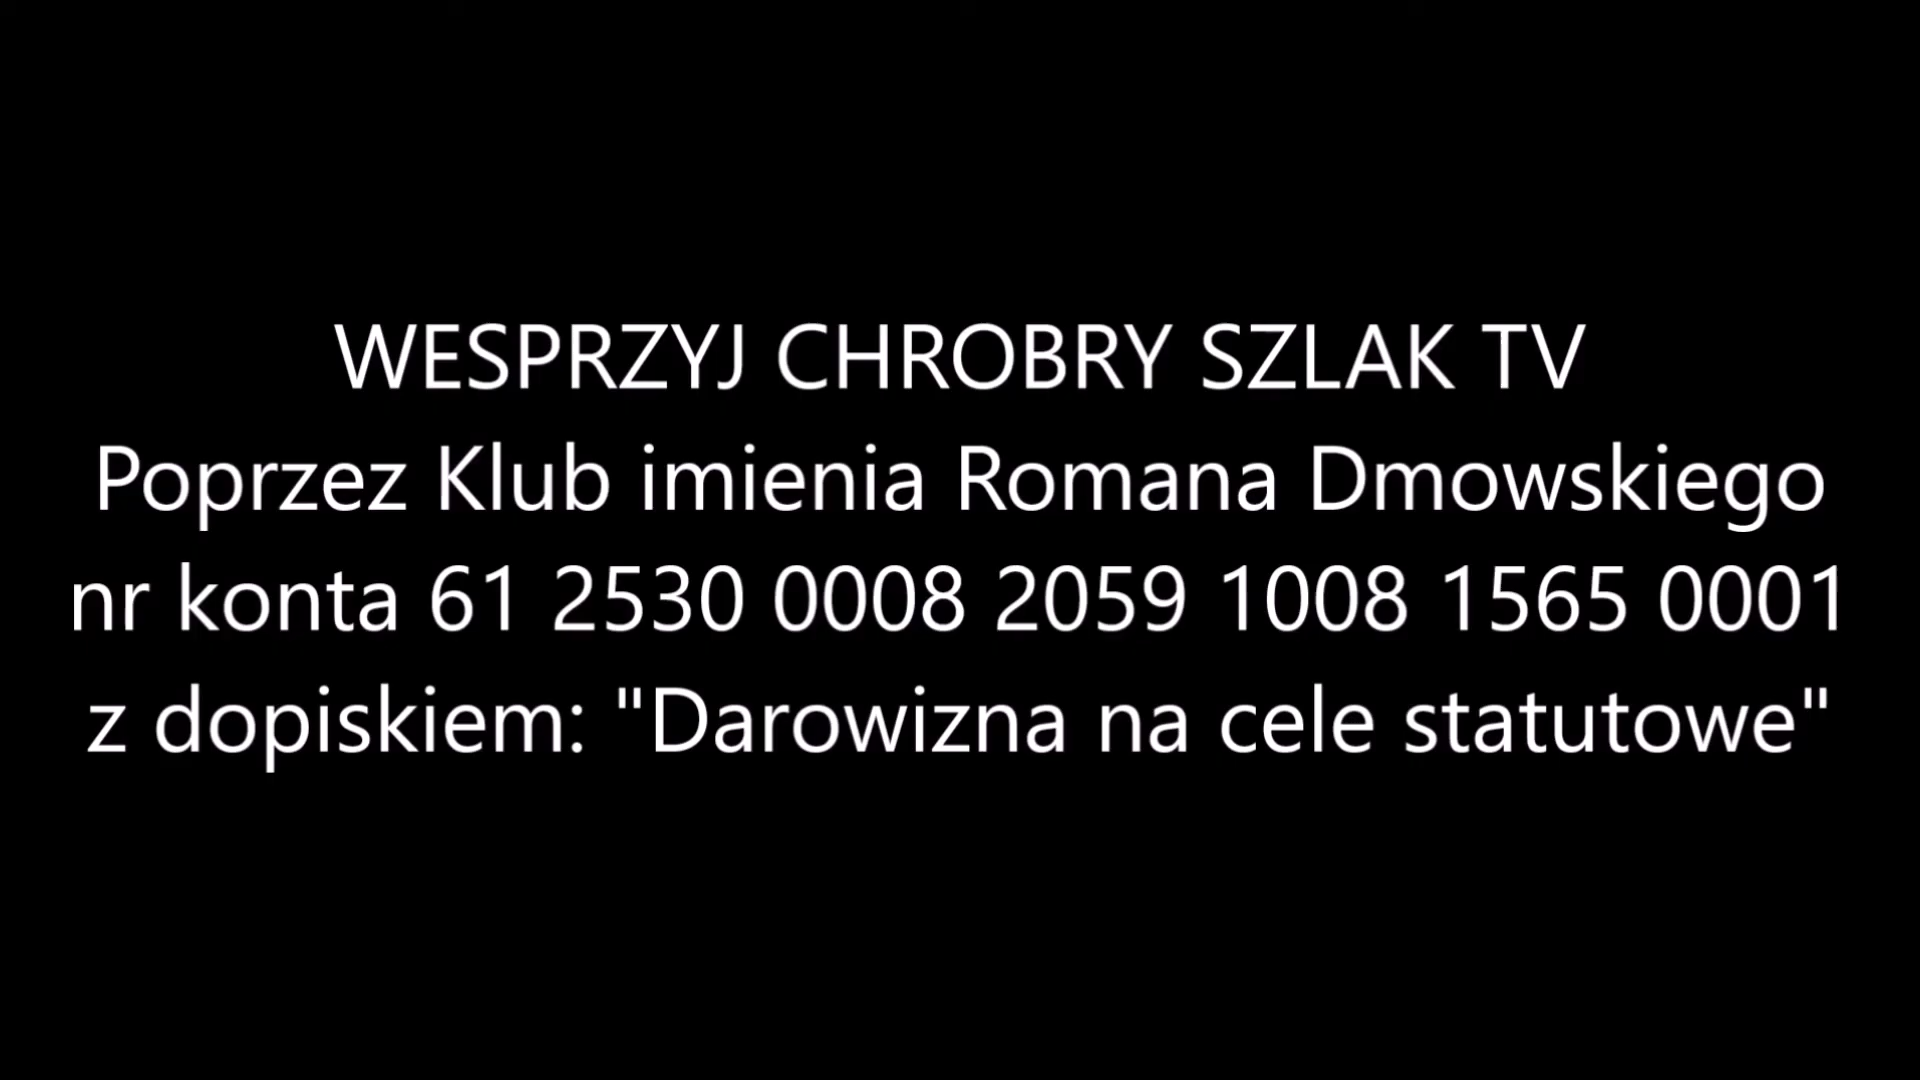 WESPRZYJ CHROBRY SZLAK TV
Poprzez Klub imienia Romana Dmowskiego
nr konta 61 2530 0008 2059 1008 1565 0001
z dopiskiem: "Darowizna na cele statutowe"